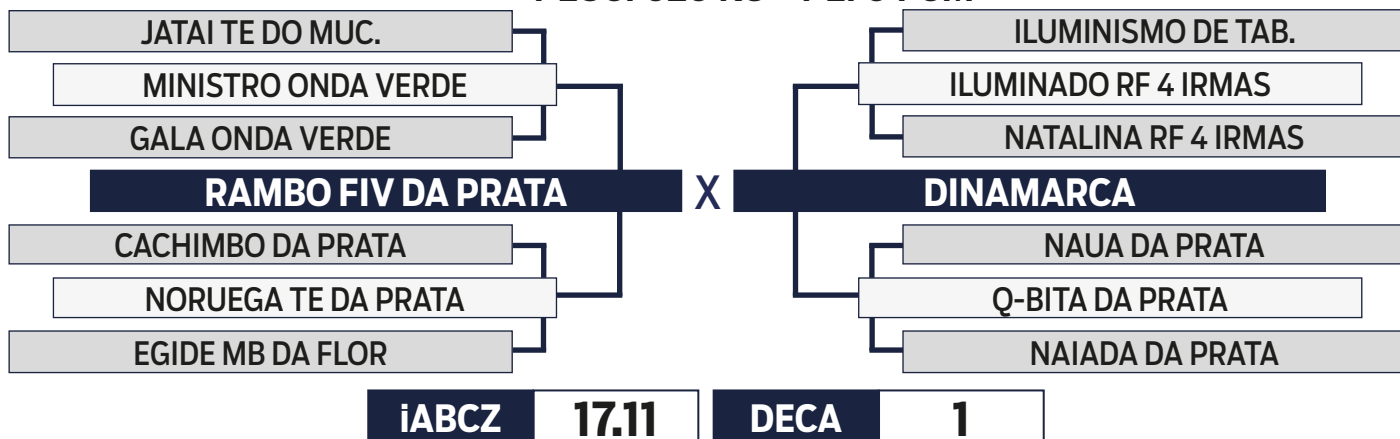 JATAI TE DO MUC.
MINISTRO ONDA VERDE
GALA ONDA VERDE
RAMBO FIV DA PRATA
CACHIMBO DA PRATA
NORUEGA TE DA PRATA
EGIDE MB DA FLOR
X
ILUMINISMO DE TAB.
ILUMINADO RF 4 IRMAS
NATALINA RF 4 IRMAS
DINAMARCA
NAUA DA PRATA
Q-BITA DA PRATA
NAIADA DA PRATA
iABCZ 17.11 DECA 1